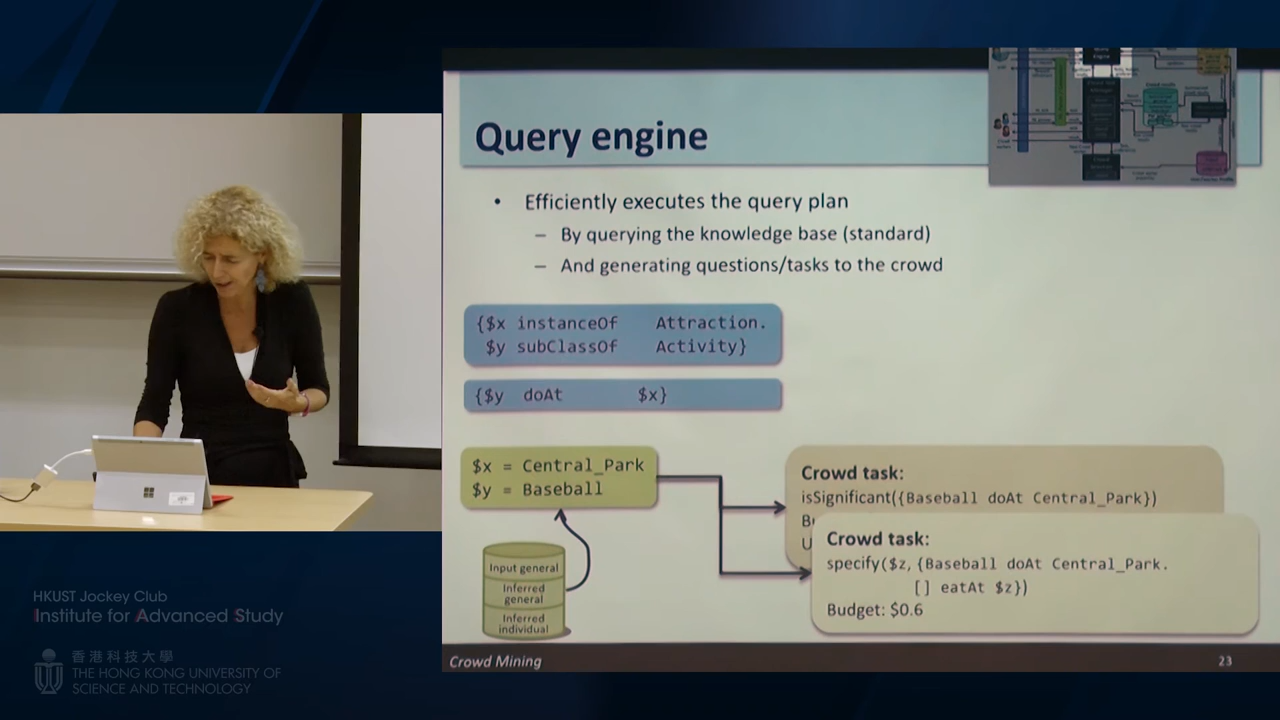 Query engine
• Efficiently executes the query plan
– By querying the knowledge base (standard)
– And generating questions/tasks to the crowd
{$x instanceOf Attraction.
$y subClassOf Activity}
{$y doAt $x}
$x = Central_Park
$y = Baseball
Input general
Inferred
general
Inferred
individual
Crowd task:
isSignificant({Baseball doAt Central_Park})
Crowd task:
specify($z, {Baseball doAt Central_Park.
[] eatAt $z})
Budget: $0.6
Crowd Mining
23
HKUST Jockey Club
Institute for Advanced Study
香港科技大學
THE HONG KONG UNIVERSITY OF
SCIENCE AND TECHNOLOGY